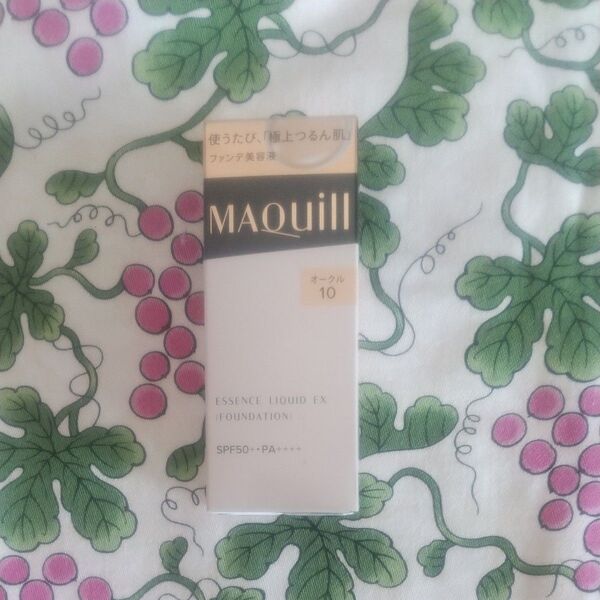 使うたび、「極上つるん肌」
ファンデ美容液
MAQuill
オークル
10
ESSENCE LIQUID EX
(FOUNDATION)
SPF50++PA++++